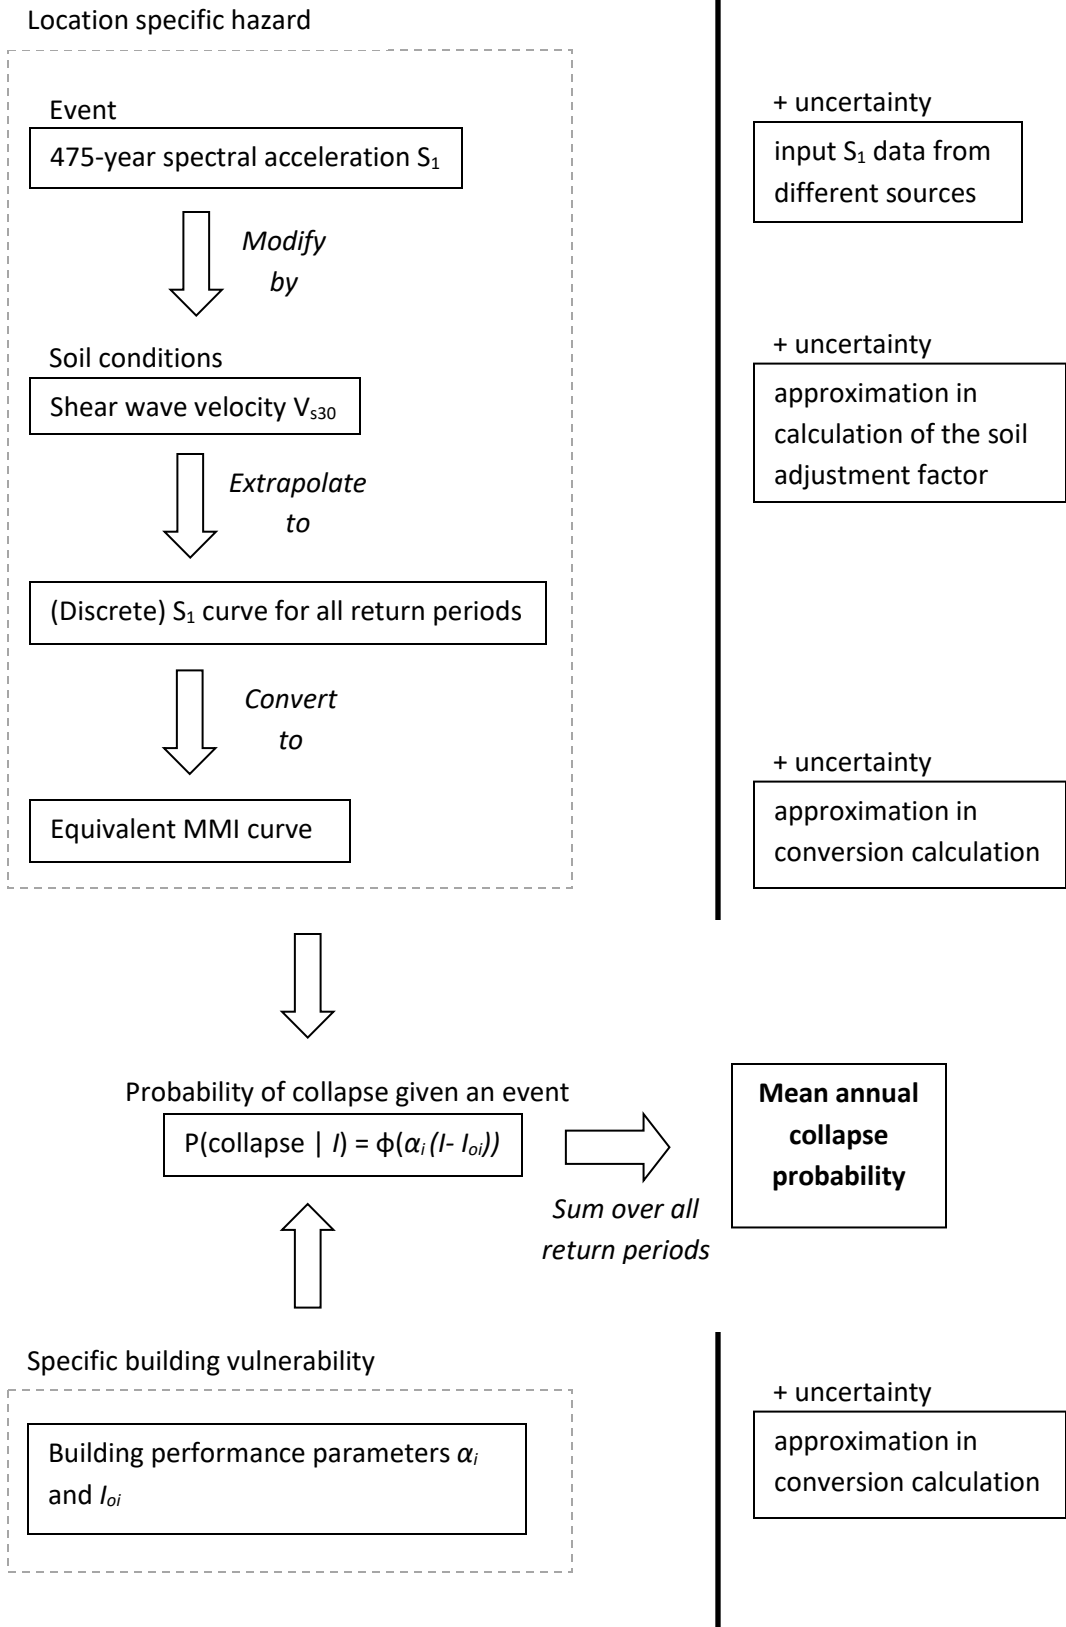 Location specific hazard
Event
475-year spectral acceleration S₁
Modify
by
Soil conditions
Shear wave velocity Vₛ₃₀
Extrapolate
to
(Discrete) S₁ curve for all return periods
Convert
to
Equivalent MMI curve
+ uncertainty
input S₁ data from
different sources
+ uncertainty
approximation in
calculation of the soil
adjustment factor
+ uncertainty
approximation in
conversion calculation
Probability of collapse given an event
P(collapse | I) = ϕ(αᵢ (I- Iₒᵢ))
Sum over all
return periods
Mean annual
collapse
probability
Specific building vulnerability
Building performance parameters αᵢ
and Iₒᵢ
+ uncertainty
approximation in
conversion calculation